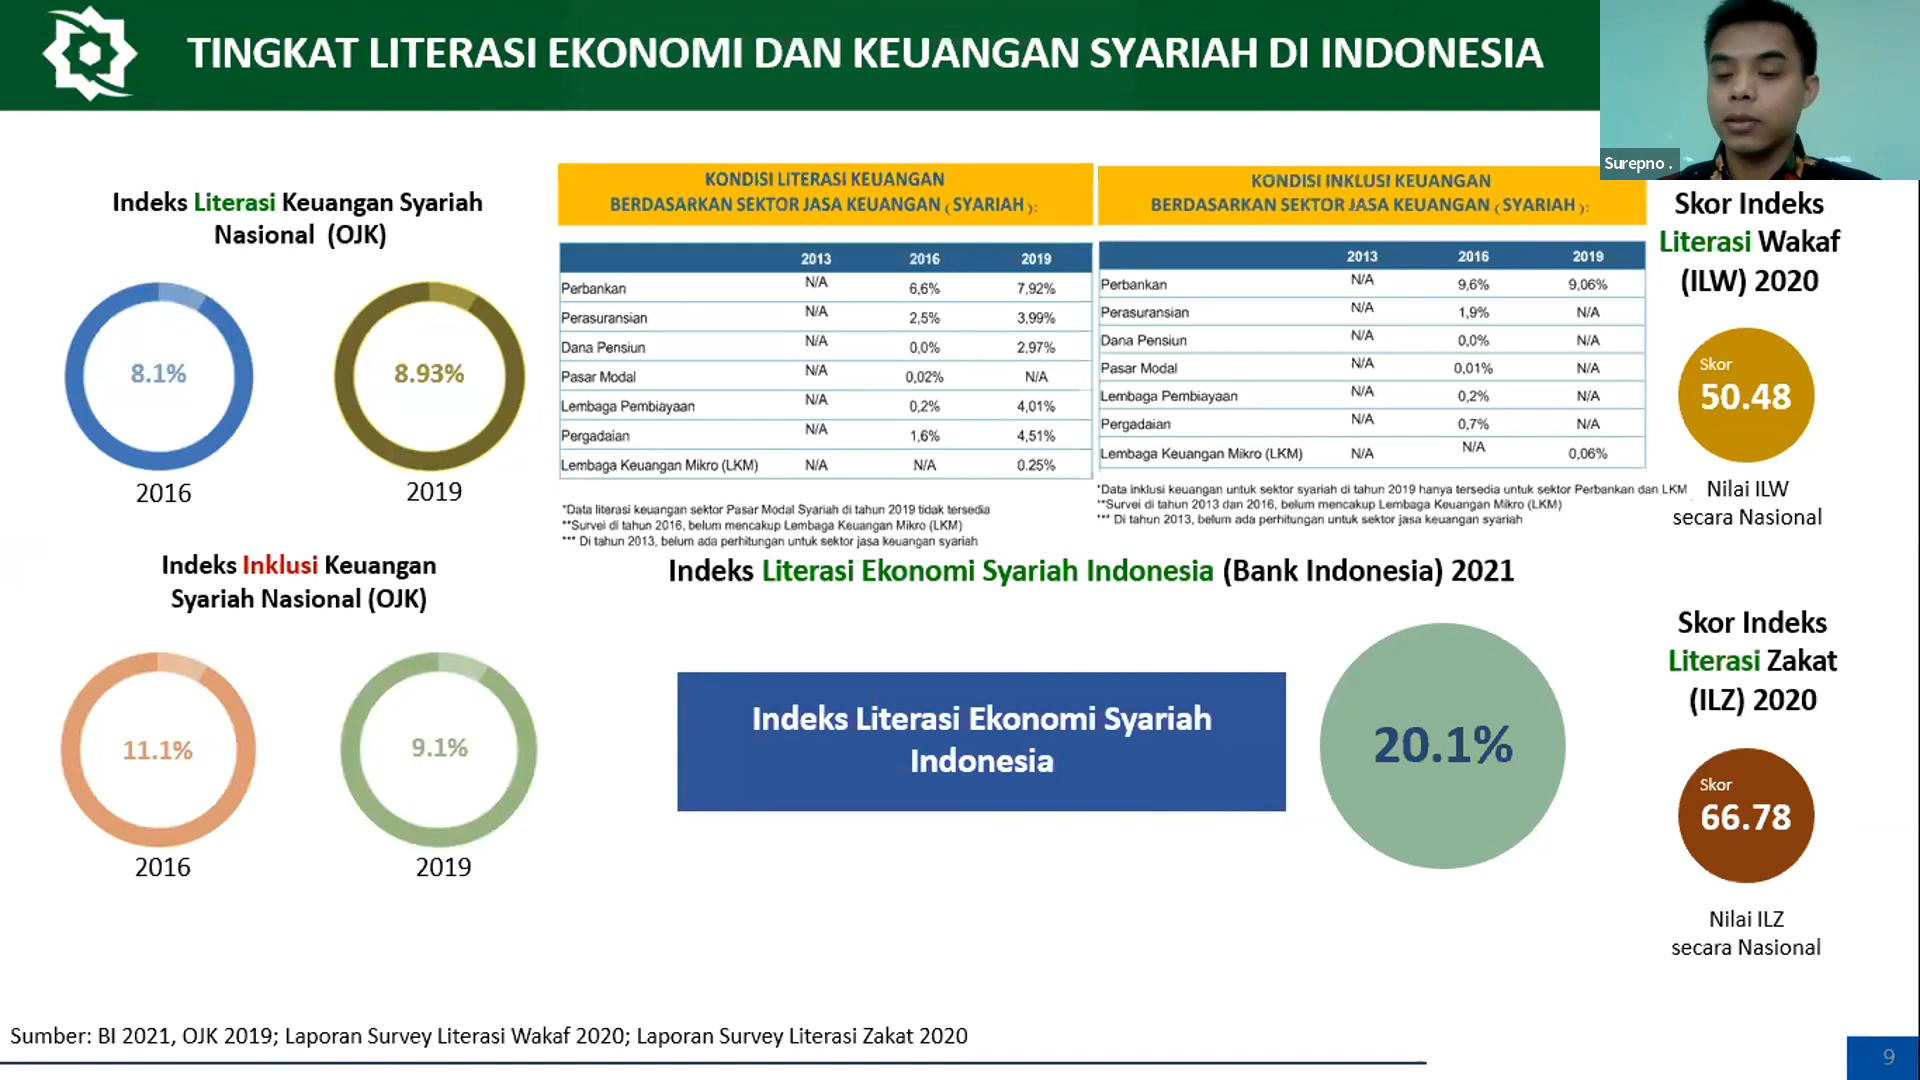 TINGKAT LITERASI EKONOMI DAN KEUANGAN SYARIAH DI INDONESIA
Surepno .
Indeks Literasi Keuangan Syariah
Nasional (OJK)
8.1%
8.93%
2016
2019
Indeks Inklusi Keuangan
Syariah Nasional (OJK)
11.1%
9.1%
2016
2019
KONDISI LITERASI KEUANGAN
BERDASARKAN SEKTOR JASA KEUANGAN ( SYARIAH ):
2013 2016 2019
Perbankan N/A 6,6% 7,92%
Perasuransian N/A 2,5% 3,99%
Dana Pensiun N/A 0,0% 2,97%
Pasar Modal N/A 0,02% N/A
Lembaga Pembiayaan N/A 0,2% 4,01%
Pergadaian N/A 1,6% 4,51%
Lembaga Keuangan Mikro (LKM) N/A N/A 0.25%
*Data literasi keuangan sektor Pasar Modal Syariah di tahun 2019 tidak tersedia
**Survei di tahun 2016, belum mencakup Lembaga Keuangan Mikro (LKM)
*** Di tahun 2013, belum ada perhitungan untuk sektor jasa keuangan syariah
KONDISI INKLUSI KEUANGAN
BERDASARKAN SEKTOR JASA KEUANGAN ( SYARIAH ):
2013 2016 2019
Perbankan N/A 9,6% 9,06%
Perasuransian N/A 1,9% N/A
Dana Pensiun N/A 0,0% N/A
Pasar Modal N/A 0,01% N/A
Lembaga Pembiayaan N/A 0,2% N/A
Pergadaian N/A 0,7% N/A
Lembaga Keuangan Mikro (LKM) N/A N/A 0,06%
*Data inklusi keuangan untuk sektor syariah di tahun 2019 hanya tersedia untuk sektor Perbankan dan LKM
**Survei di tahun 2013 dan 2016, belum mencakup Lembaga Keuangan Mikro (LKM)
*** Di tahun 2013, belum ada perhitungan untuk sektor jasa keuangan syariah
Indeks Literasi Ekonomi Syariah Indonesia (Bank Indonesia) 2021
Indeks Literasi Ekonomi Syariah
Indonesia
20.1%
Skor Indeks
Literasi Wakaf
(ILW) 2020
Skor
50.48
Nilai ILW
secara Nasional
Skor Indeks
Literasi Zakat
(ILZ) 2020
Skor
66.78
Nilai ILZ
secara Nasional
Sumber: BI 2021, OJK 2019; Laporan Survey Literasi Wakaf 2020; Laporan Survey Literasi Zakat 2020
9